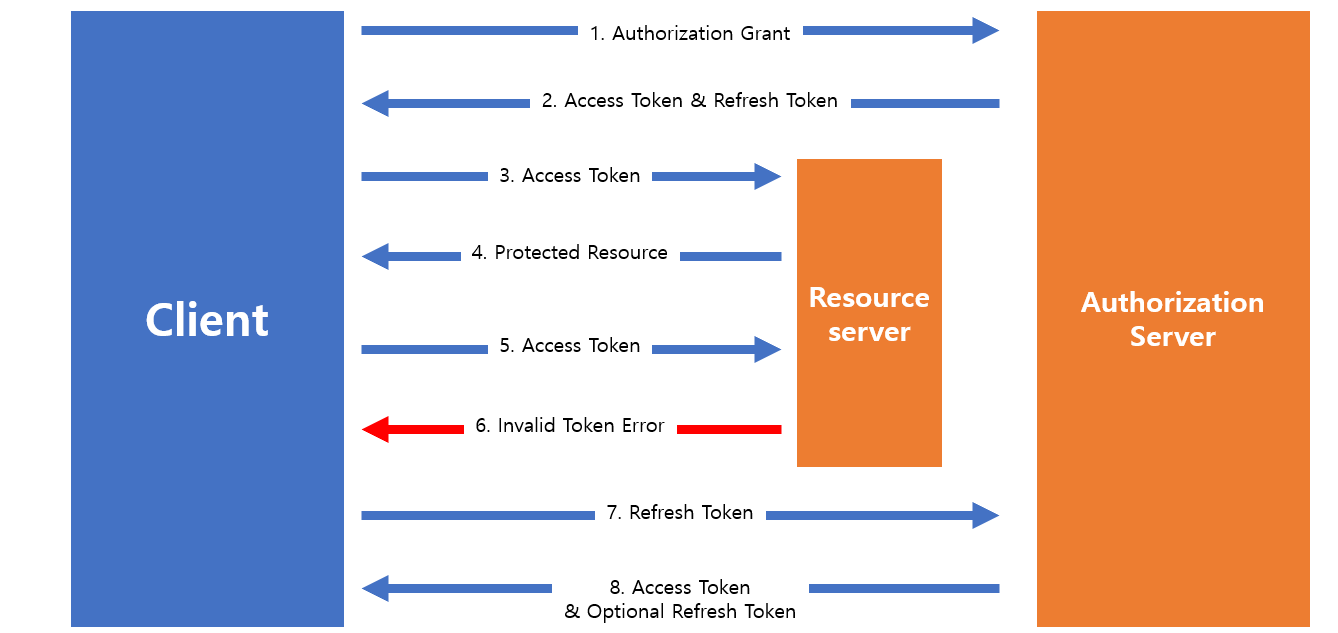 1. Authorization Grant
2. Access Token & Refresh Token
3. Access Token
4. Protected Resource
Client
Resource
server
Authorization
Server
5. Access Token
6. Invalid Token Error
7. Refresh Token
8. Access Token
& Optional Refresh Token